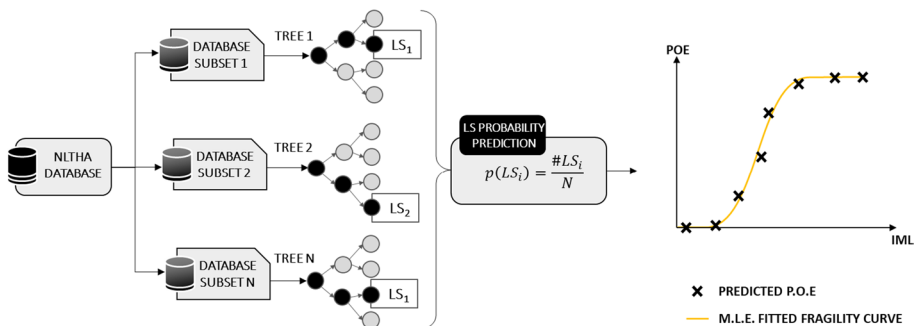 NLTHA
DATABASE
DATABASE
SUBSET 1
TREE 1
LS₁
DATABASE
SUBSET 2
TREE 2
LS₂
DATABASE
SUBSET N
TREE N
LS₁
LS PROBABILITY
PREDICTION
p(LSᵢ) = #LSᵢ / N
POE
IML
PREDICTED P.O.E
M.L.E. FITTED FRAGILITY CURVE